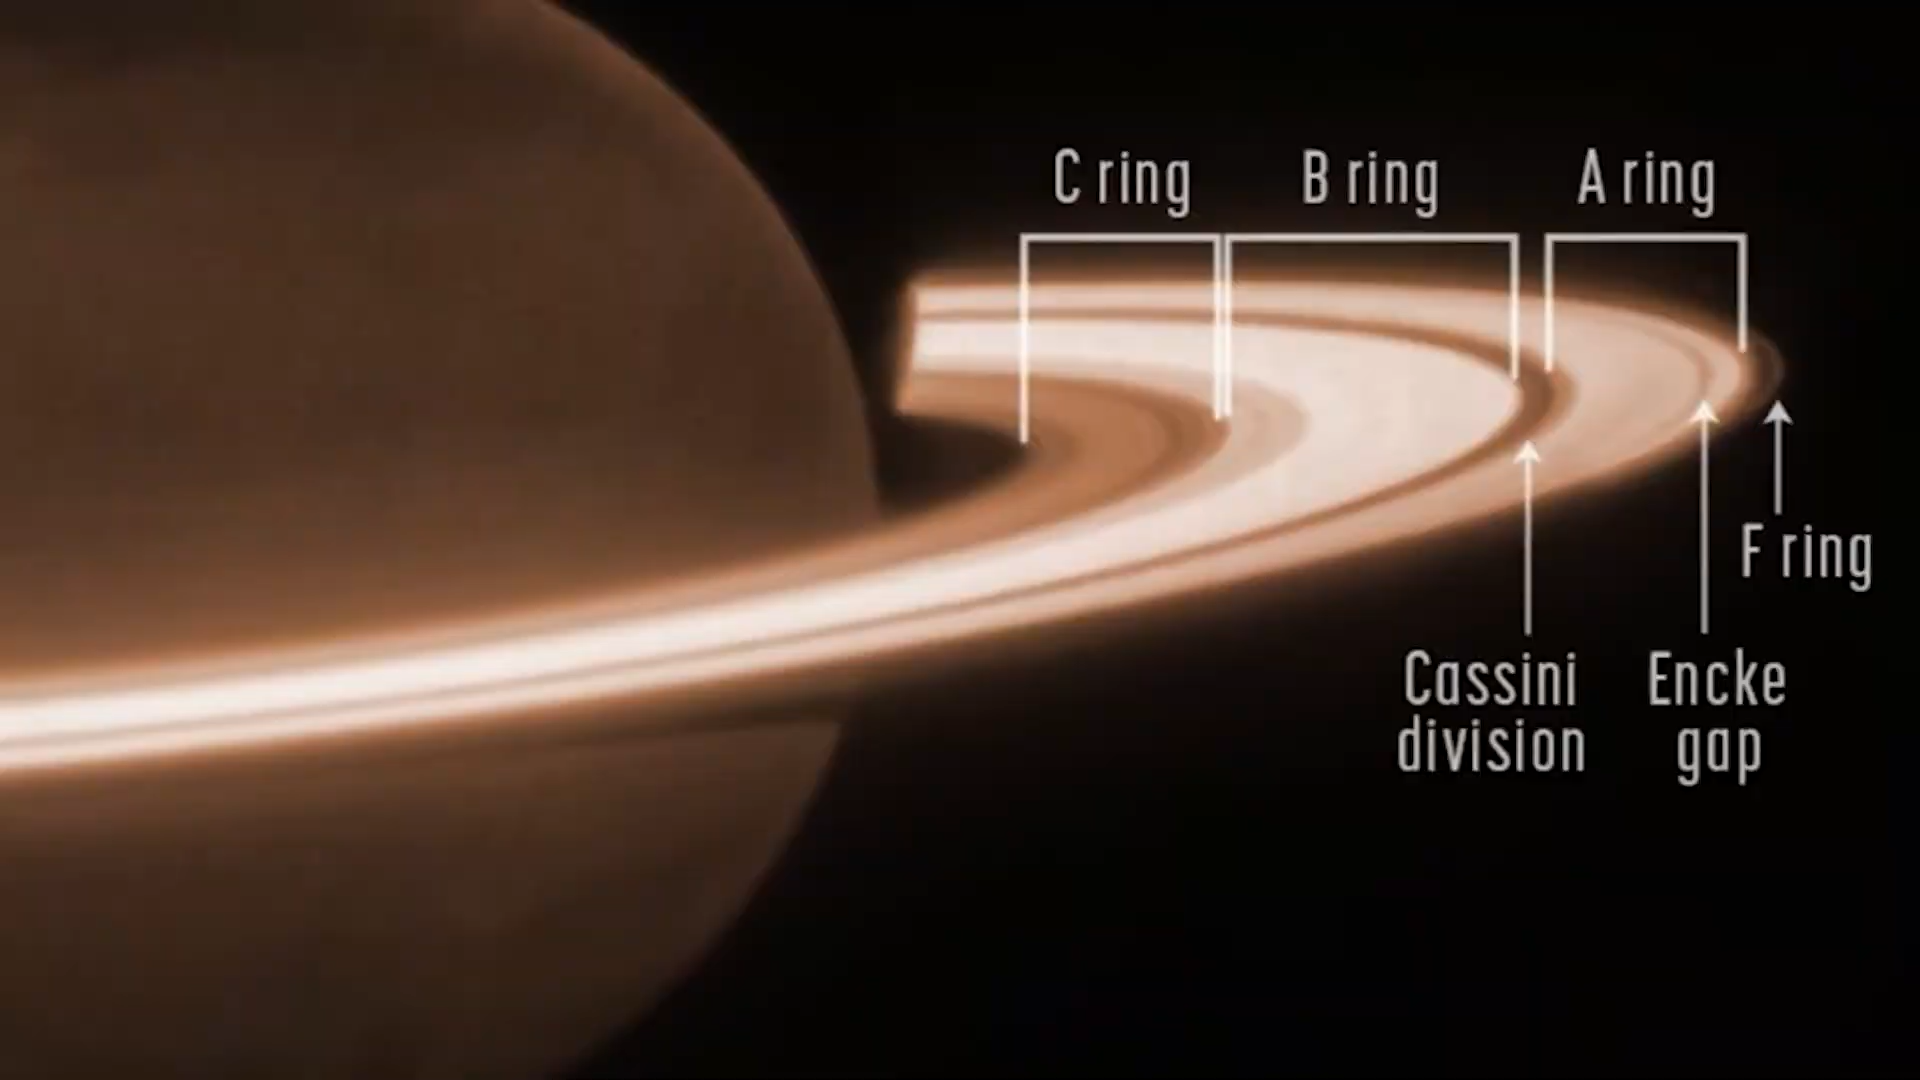 C ring
B ring
A ring
F ring
Cassini
division
Encke
gap